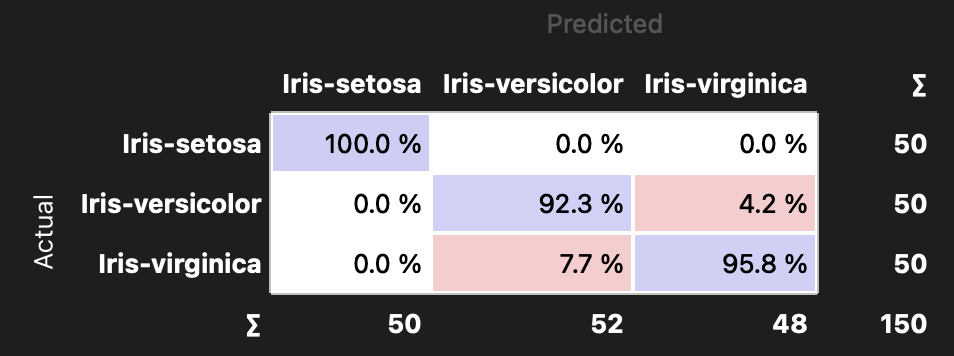 Predicted
Iris-setosa Iris-versicolor Iris-virginica Σ
Iris-setosa 100.0 % 0.0 % 0.0 % 50
Actual
Iris-versicolor 0.0 % 92.3 % 4.2 % 50
Iris-virginica 0.0 % 7.7 % 95.8 % 50
Σ 50 52 48 150